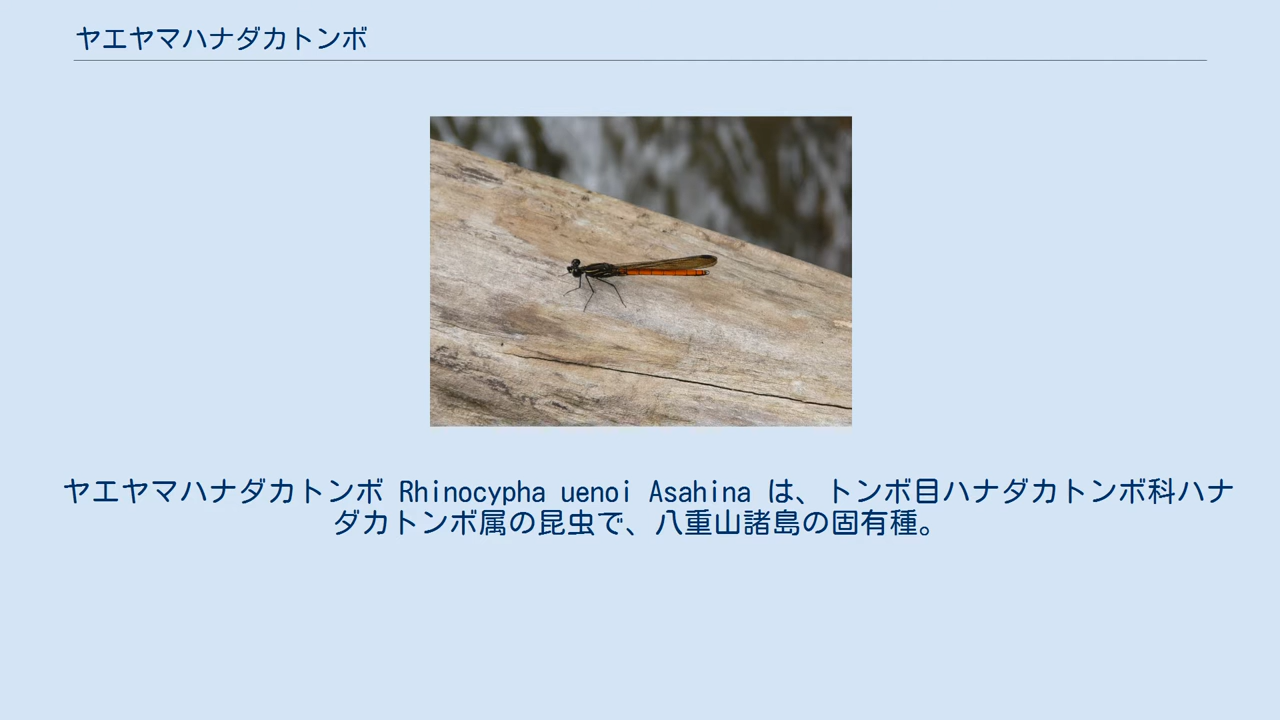 ヤエヤマハナダカトンボ
ヤエヤマハナダカトンボ Rhinocypha uenoi Asahina は、トンボ目ハナダカトンボ科ハナ
ダカトンボ属の昆虫で、八重山諸島の固有種。